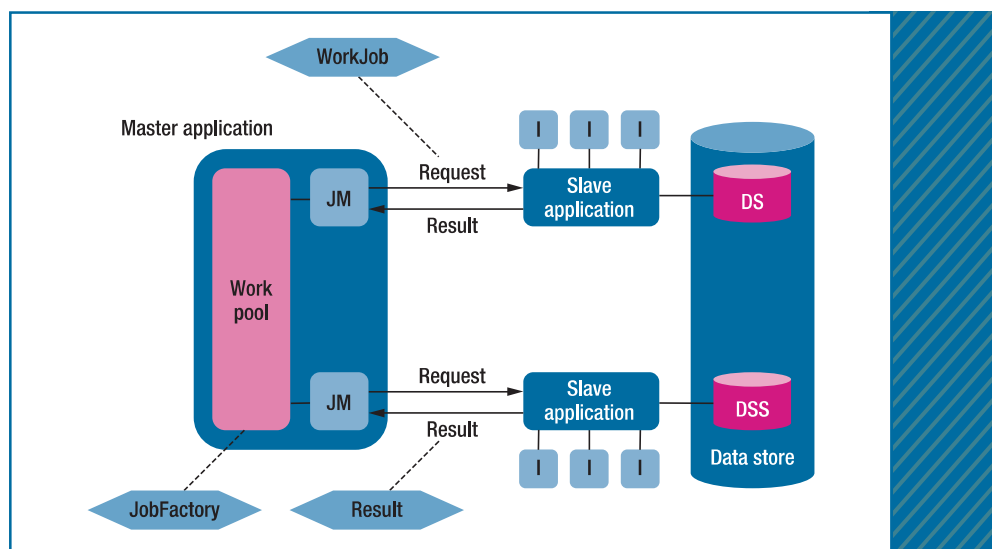 WorkJob
Master application
I I I
Request
JM
Slave
application
DS
Result
Work
pool
Request
JM
Slave
application
DSS
Result
Data store
I I I
JobFactory
Result